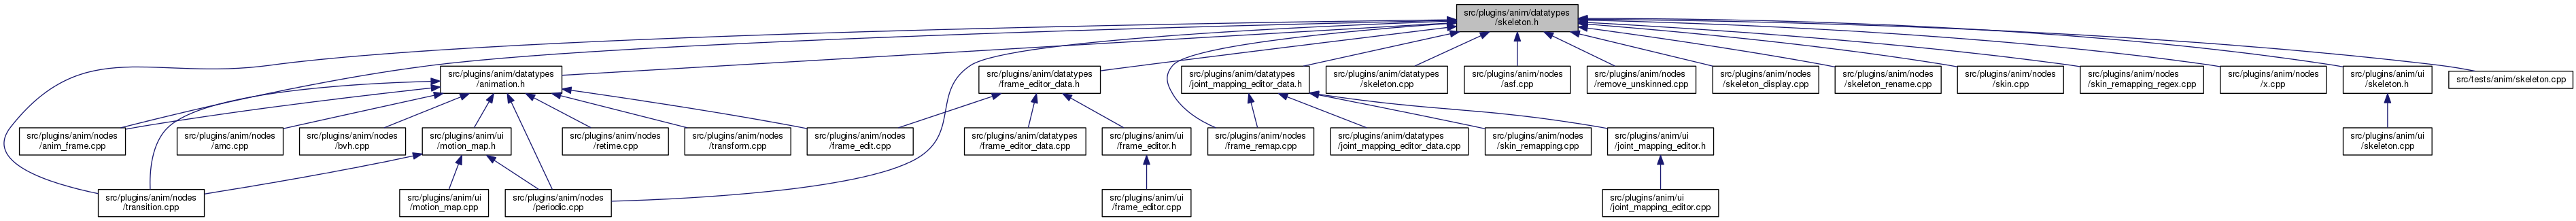 src/plugins/anim/datatypes
/skeleton.h
src/plugins/anim/datatypes
/animation.h
src/plugins/anim/datatypes
/frame_editor_data.h
src/plugins/anim/datatypes
/joint_mapping_editor_data.h
src/plugins/anim/datatypes
/skeleton.cpp
src/plugins/anim/nodes
/asf.cpp
src/plugins/anim/nodes
/remove_unskinned.cpp
src/plugins/anim/nodes
/skeleton_display.cpp
src/plugins/anim/nodes
/skeleton_rename.cpp
src/plugins/anim/nodes
/skin.cpp
src/plugins/anim/nodes
/skin_remapping_regex.cpp
src/plugins/anim/nodes
/x.cpp
src/plugins/anim/ui
/skeleton.h
src/tests/anim/skeleton.cpp
src/plugins/anim/nodes
/anim_frame.cpp
src/plugins/anim/nodes
/amc.cpp
src/plugins/anim/nodes
/bvh.cpp
src/plugins/anim/ui
/motion_map.h
src/plugins/anim/nodes
/retime.cpp
src/plugins/anim/nodes
/transform.cpp
src/plugins/anim/nodes
/frame_edit.cpp
src/plugins/anim/datatypes
/frame_editor_data.cpp
src/plugins/anim/ui
/frame_editor.h
src/plugins/anim/nodes
/frame_remap.cpp
src/plugins/anim/datatypes
/joint_mapping_editor_data.cpp
src/plugins/anim/nodes
/skin_remapping.cpp
src/plugins/anim/ui
/joint_mapping_editor.h
src/plugins/anim/ui
/skeleton.cpp
src/plugins/anim/nodes
/transition.cpp
src/plugins/anim/ui
/motion_map.cpp
src/plugins/anim/nodes
/periodic.cpp
src/plugins/anim/ui
/frame_editor.cpp
src/plugins/anim/ui
/joint_mapping_editor.cpp